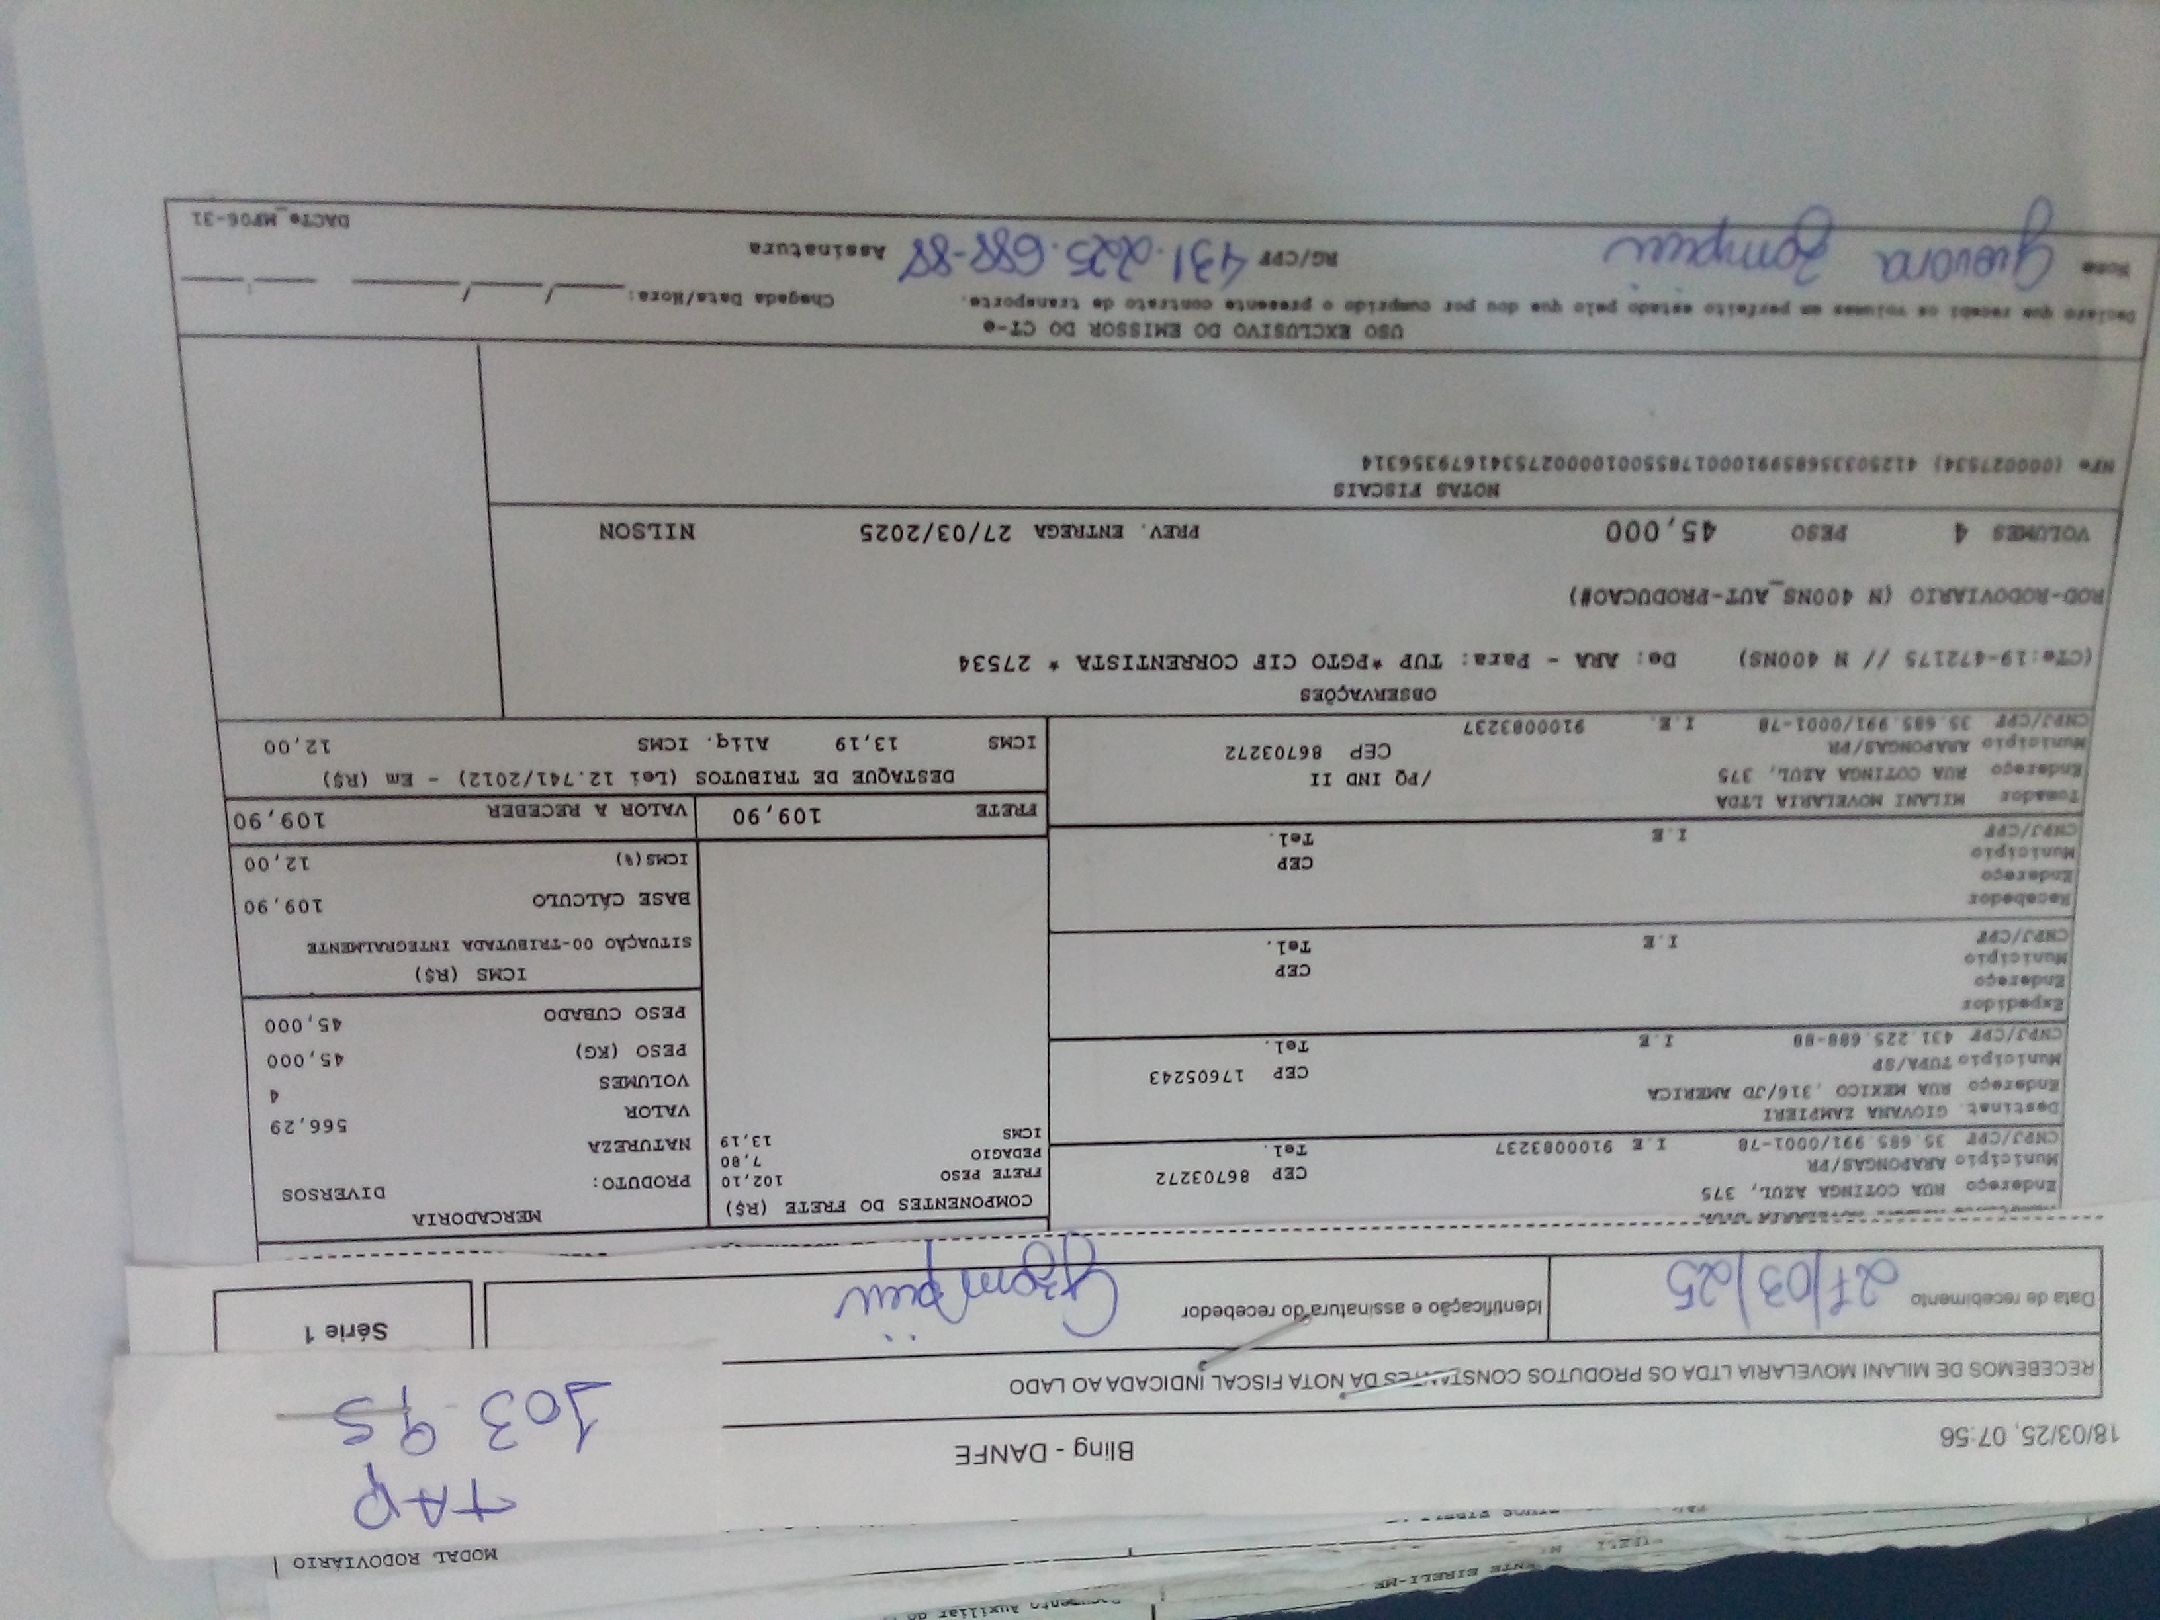 MODAL RODOVIÁRIO
TAP
103 95
18/03/25, 07:56 Bling - DANFE
RECEBEMOS DE MILANI MOVELARIA LTDA OS PRODUTOS CONSTANTES DA NOTA FISCAL INDICADA AO LADO
Data de recebimento 27/03/25 Identificação e assinatura do recebedor Gzompieri Série 1
Endereço RUA COTINGA AZUL, 375
Município ARAPONGAS/PR CEP 86703272
CNPJ/CPF 35.685.991/0001-78 I.E 9100083237 Tel.
Destinat. GIOVANA ZAMPIERI
Endereço RUA MEXICO ,316/JD AMERICA
Município TUPA/SP CEP 17605243
CNPJ/CPF 431.225.688-88 I.E Tel.
Expedidor
Endereço
Município CEP
CNPJ/CPF I.E Tel.
Recebedor
Endereço
Município CEP
CNPJ/CPF I.E Tel.
Tomador MILANI MOVELARIA LTDA
Endereço RUA COTINGA AZUL, 375 /PQ IND II
Município ARAPONGAS/PR CEP 86703272
CNPJ/CPF 35.685.991/0001-78 I.E. 9100083237
COMPONENTES DO FRETE (R$)
FRETE PESO 102,10
PEDAGIO 7,80
ICMS 13,19
MERCADORIA
PRODUTO: DIVERSOS
NATUREZA
VALOR 566,29
VOLUMES 4
PESO (KG) 45,000
PESO CUBADO 45,000
ICMS (R$)
SITUAÇÃO 00-TRIBUTADA INTEGRALMENTE
BASE CÁLCULO 109,90
ICMS(%) 12,00
FRETE 109,90 VALOR A RECEBER 109,90
DESTAQUE DE TRIBUTOS (Lei 12.741/2012) - Em (R$)
ICMS 13,19 Aliq. ICMS 12,00
OBSERVAÇÕES
(CTe:19-472175 // N 400NS) De: ARA - Para: TUP *PGTO CIF CORRENTISTA * 27534
ROD-RODOVIARIO (N 400NS_AUT-PRODUCAO#)
VOLUMES 4 PESO 45,000 PREV. ENTREGA 27/03/2025 NILSON
NOTAS FISCAIS
NFe (000027534) 41250335685991000178550010000275341679356314
USO EXCLUSIVO DO EMISSOR DO CT-e
Declaro que recebi os volumes em perfeito estado pelo que dou por cumprido o presente contrato de transporte. Chegada Data/Hora: ____/____/____ ____:____
Nome Giovana Zampieri RG/CPF 431.225.688-88 Assinatura
DACTe_MF06-31